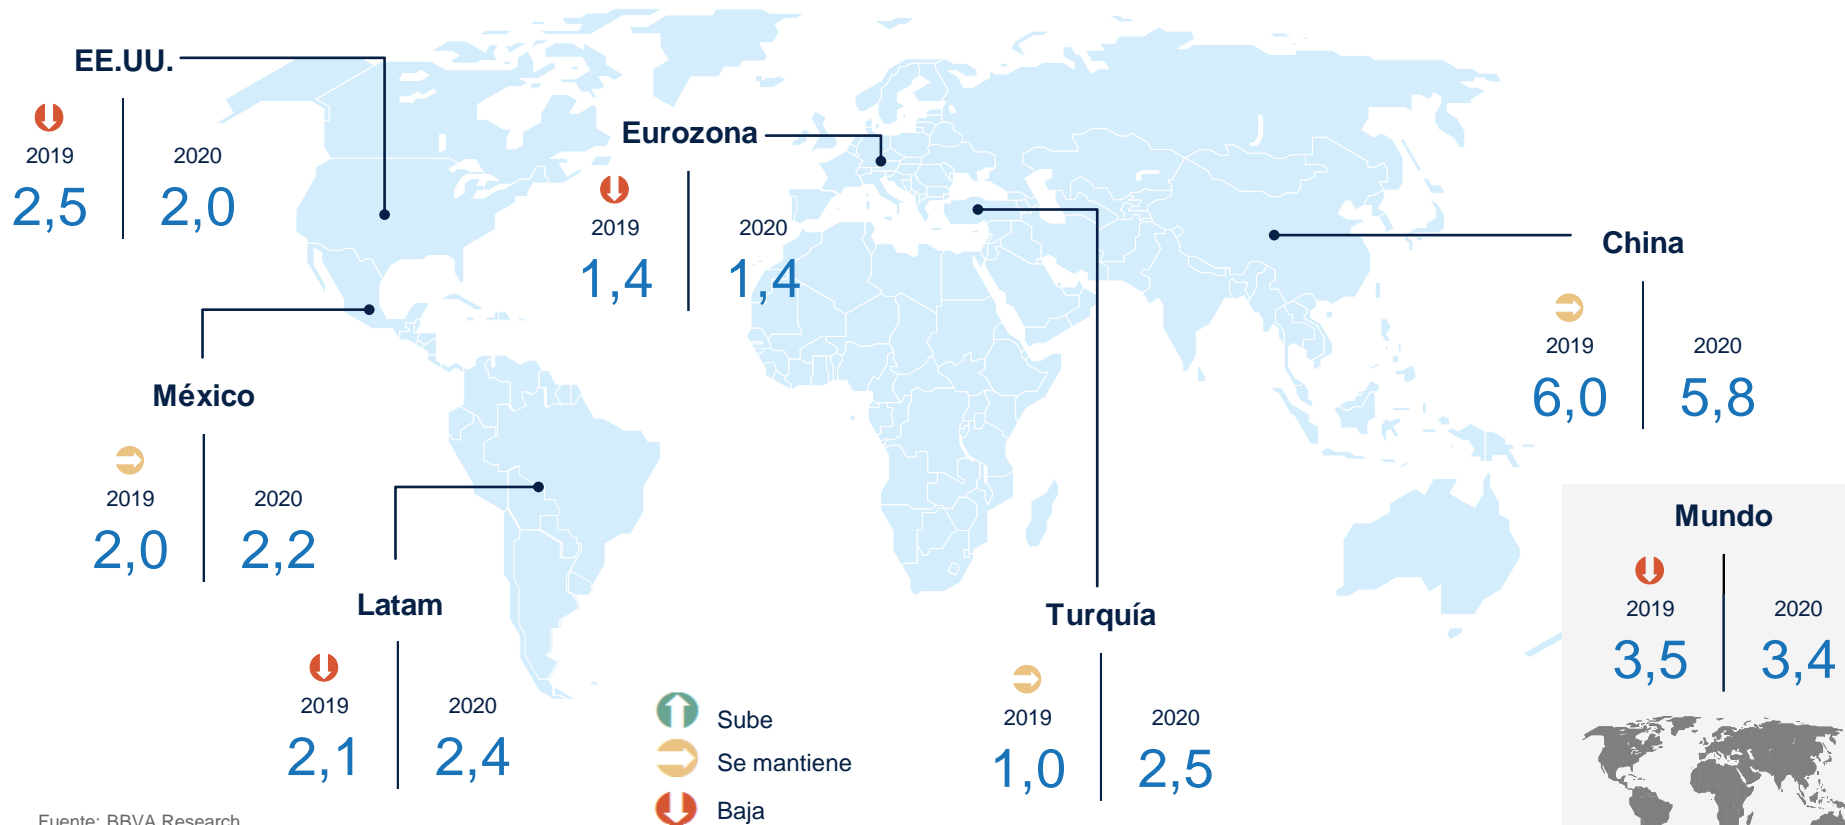 EE.UU.
2019
2020
2,5
2,0
Eurozona
2019
2020
1,4
1,4
China
2019
2020
6,0
5,8
México
2019
2020
2,0
2,2
Latam
2019
2020
2,1
2,4
Turquía
2019
2020
1,0
2,5
Mundo
2019
2020
3,5
3,4
Sube
Se mantiene
Baja
Fuente: BBVA Research